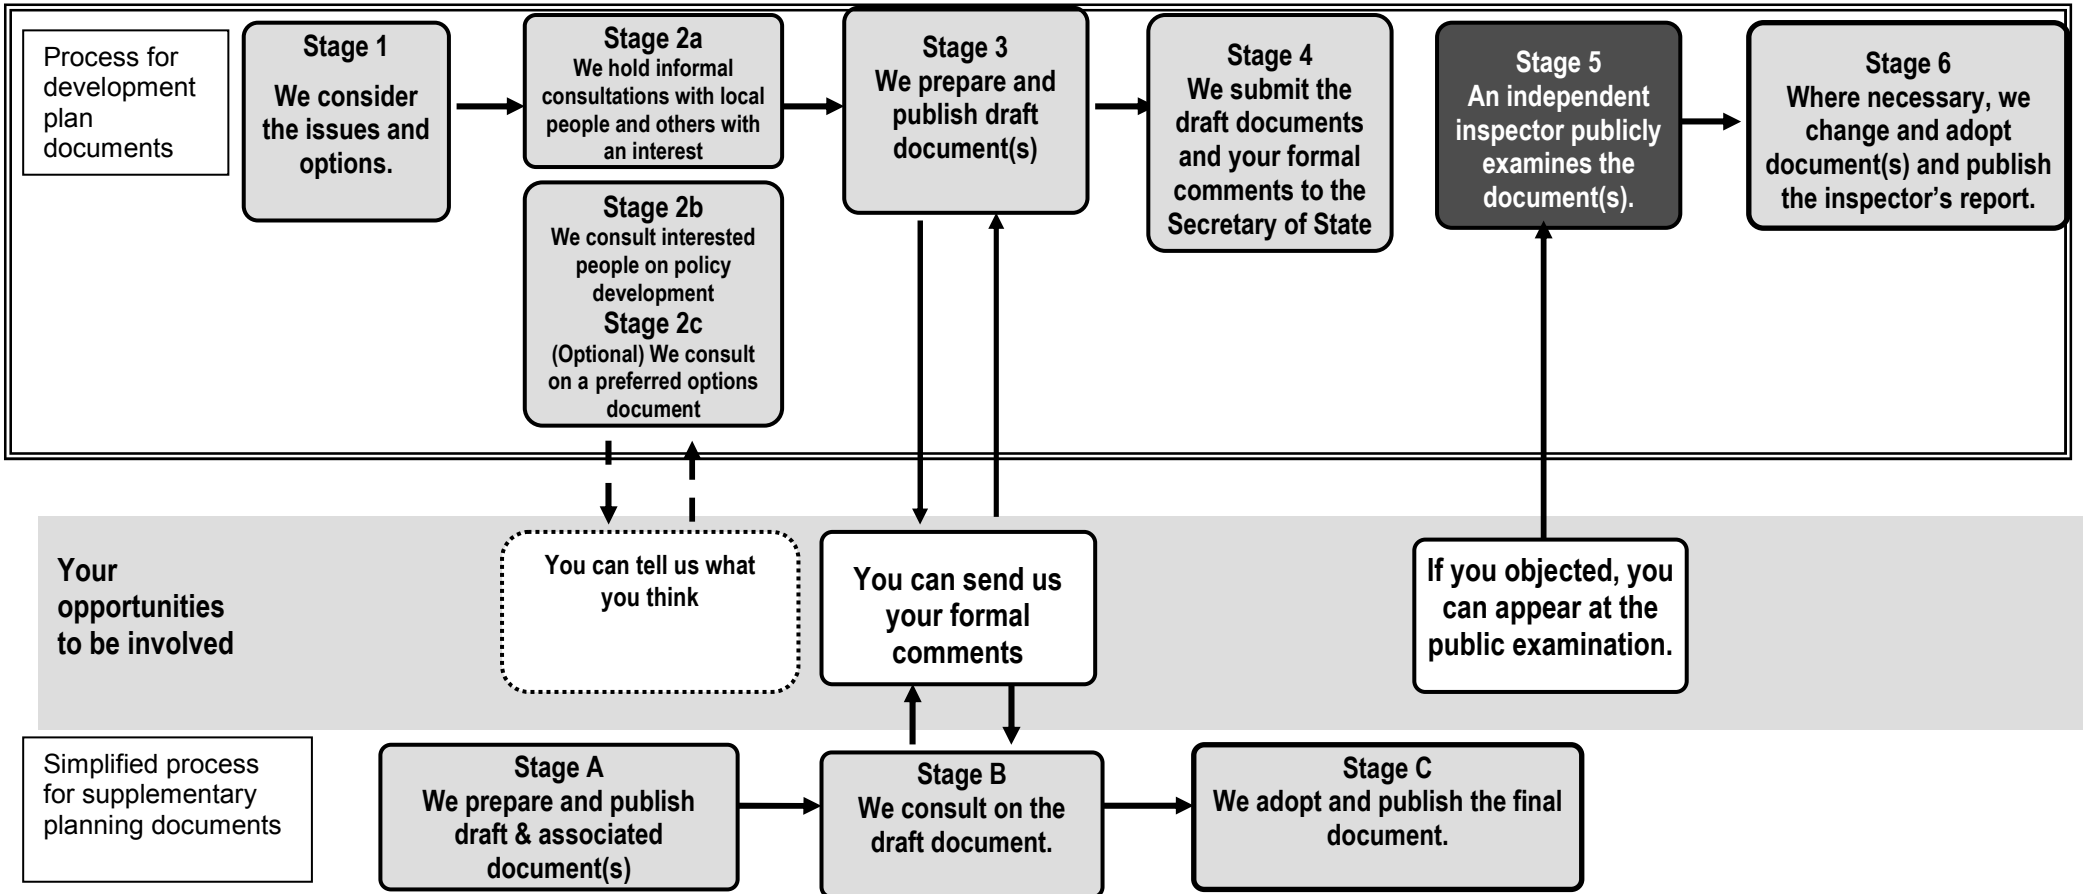 Process for
development
plan
documents
Stage 1
We consider
the issues and
options.
Stage 2a
We hold informal
consultations with local
people and others with
an interest
Stage 2b
We consult interested
people on policy
development
Stage 2c
(Optional) We consult
on a preferred options
document
Stage 3
We prepare and
publish draft
document(s)
Stage 4
We submit the
draft documents
and your formal
comments to the
Secretary of State
Stage 5
An independent
inspector publicly
examines the
document(s).
Stage 6
Where necessary, we
change and adopt
document(s) and publish
the inspector’s report.
Your
opportunities
to be involved
You can tell us what
you think
You can send us
your formal
comments
If you objected, you
can appear at the
public examination.
Simplified process
for supplementary
planning documents
Stage A
We prepare and publish
draft & associated
document(s)
Stage B
We consult on the
draft document.
Stage C
We adopt and publish the final
document.